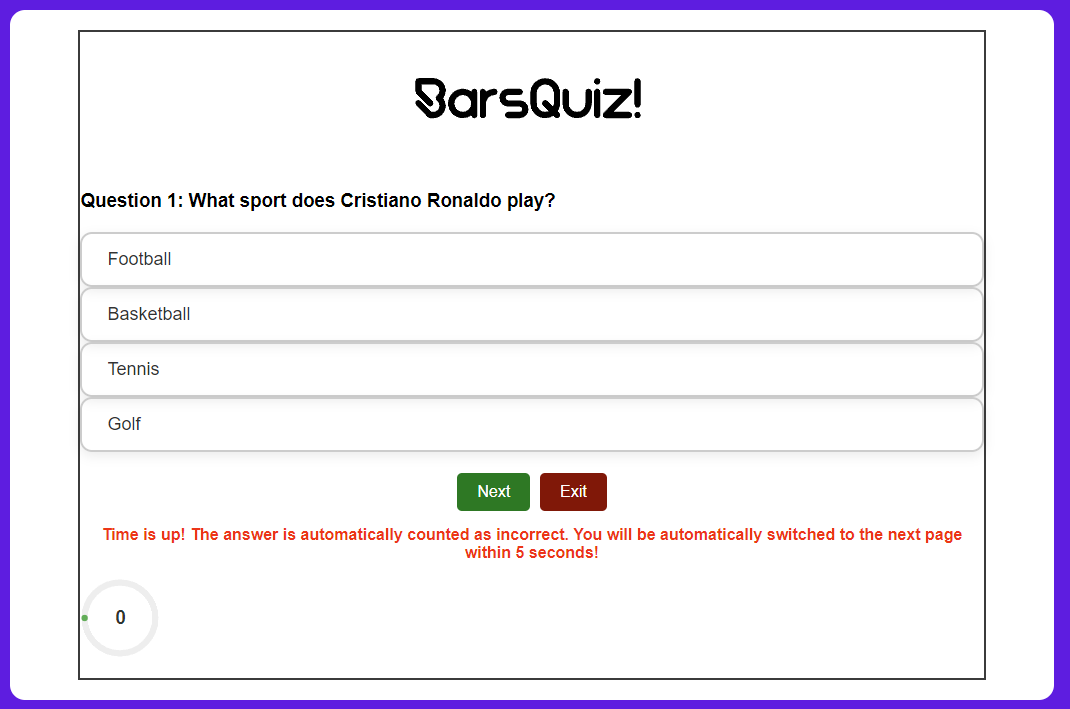 BarsQuiz!
Question 1: What sport does Cristiano Ronaldo play?
Football
Basketball
Tennis
Golf
Next Exit
Time is up! The answer is automatically counted as incorrect. You will be automatically switched to the next page
within 5 seconds!
0